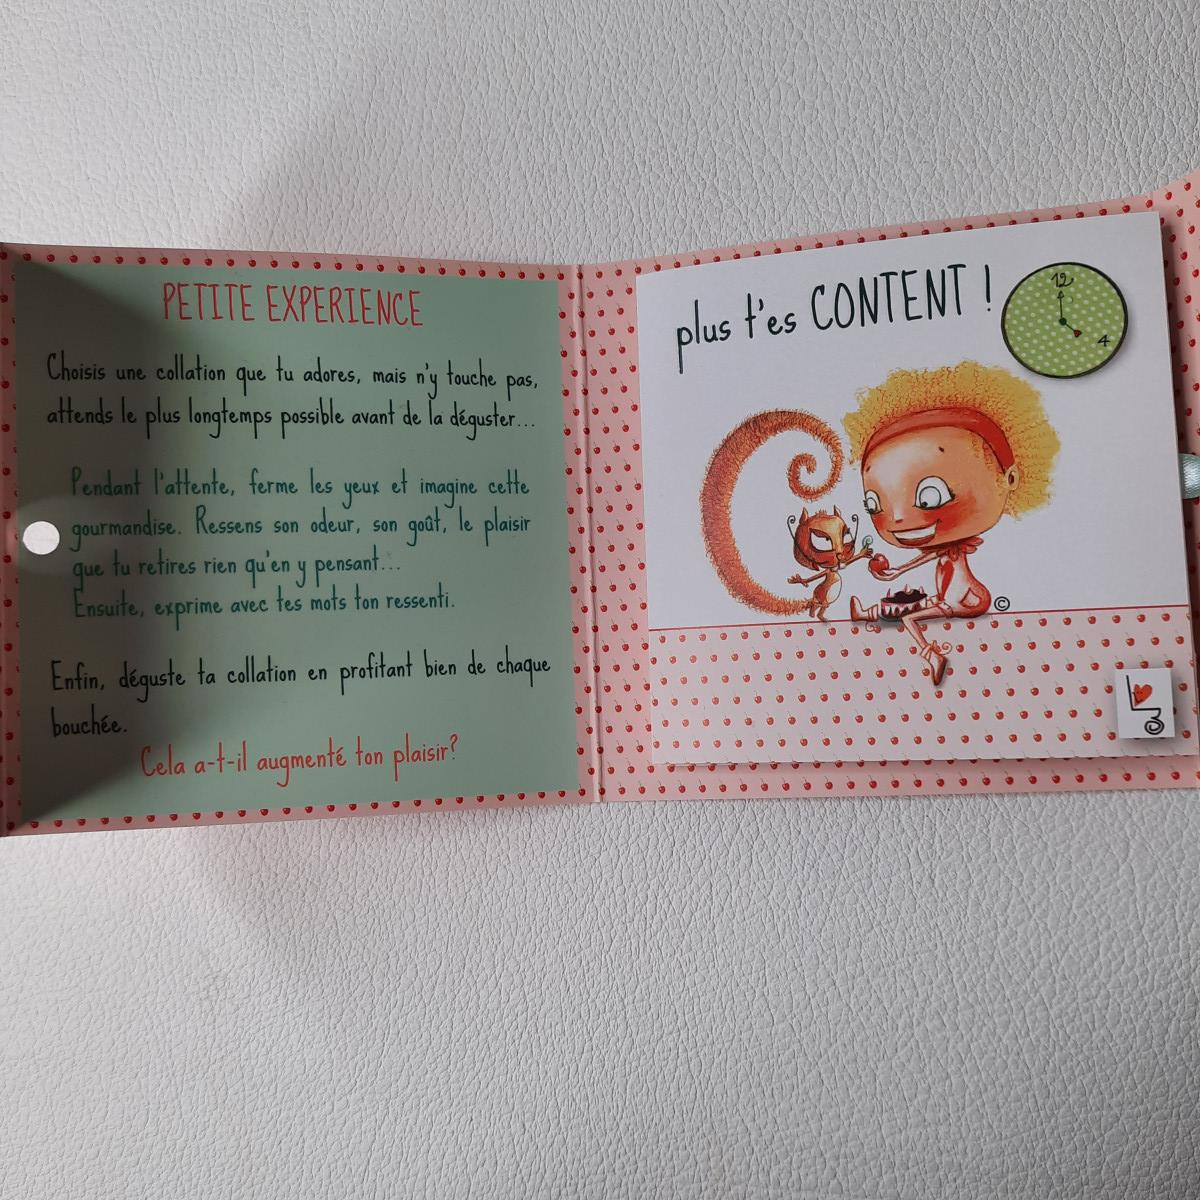 PETITE EXPERIENCE
Choisis une collation que tu adores, mais n'y touche pas,
attends le plus longtemps possible avant de la déguster...
Pendant l'attente, ferme les yeux et imagine cette
gourmandise. Ressens son odeur, son goût, le plaisir
que tu retires rien qu'en y pensant...
Ensuite, exprime avec tes mots ton ressenti.
Enfin, déguste ta collation en profitant bien de chaque
bouchée.
Cela a-t-il augmenté ton plaisir?
plus t'es CONTENT !
12
4
©